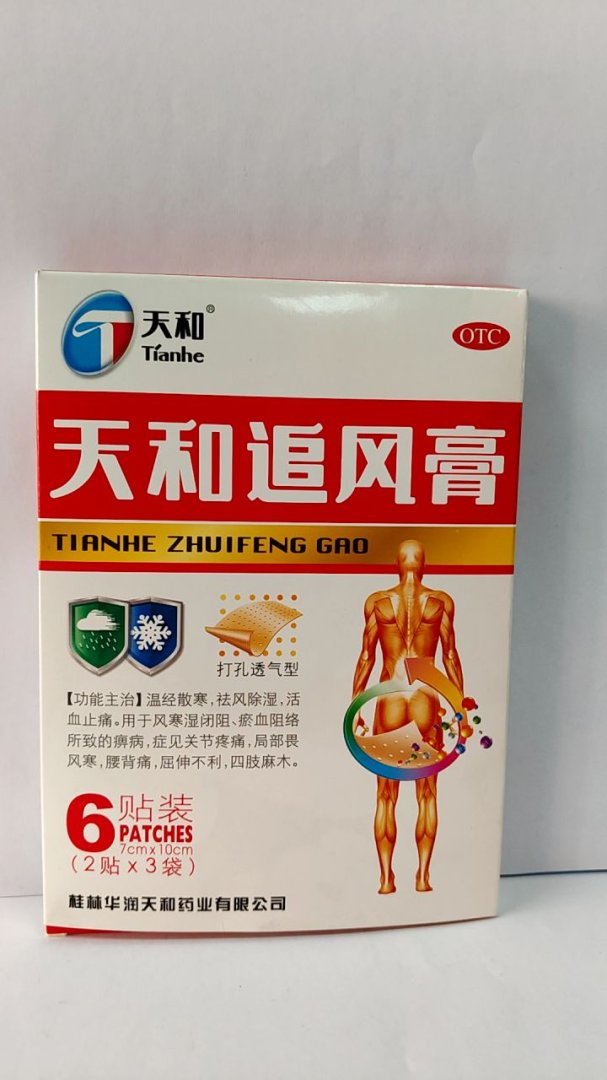 天和®
Tianhe
OTC
天和追风膏
TIANHE ZHUIFENG GAO
打孔透气型
【功能主治】温经散寒,祛风除湿,活
血止痛。用于风寒湿闭阻、瘀血阻络
所致的痹病,症见关节疼痛,局部畏
风寒,腰背痛,屈伸不利,四肢麻木。
6贴装
PATCHES
7cmx10cm
(2贴x3袋)
桂林华润天和药业有限公司